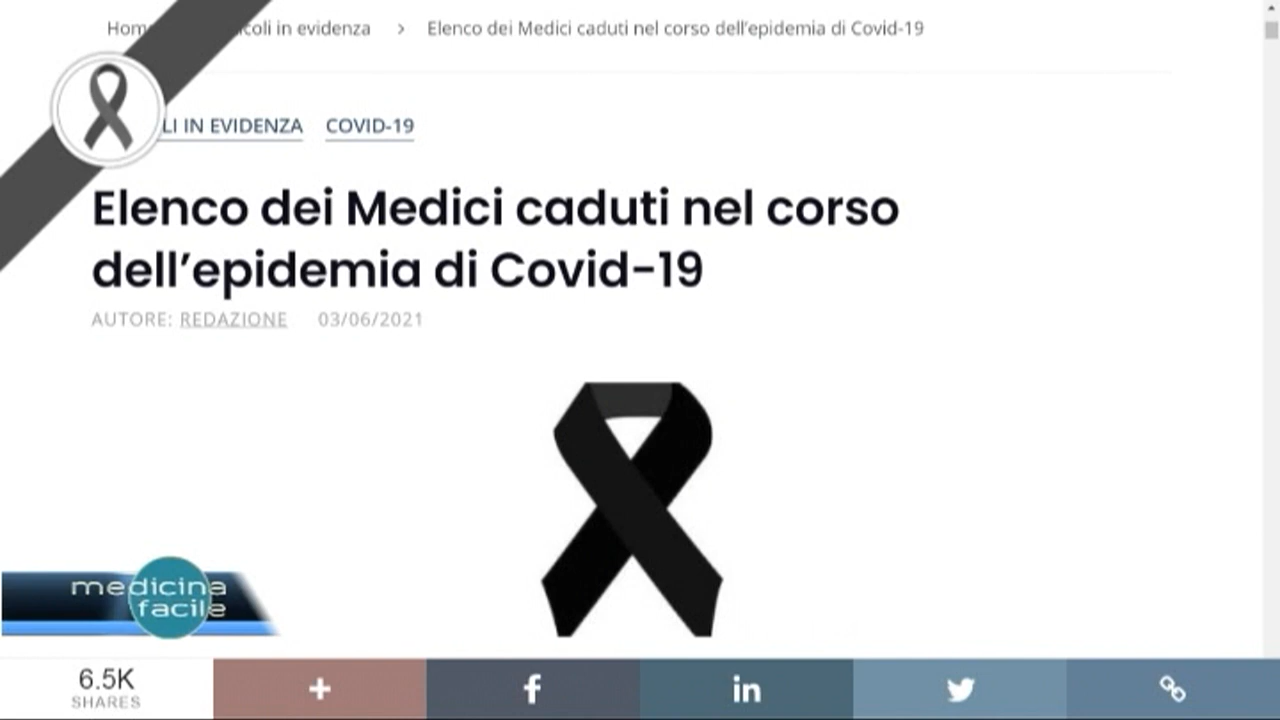 Hom coli in evidenza > Elenco dei Medici caduti nel corso dell'epidemia di Covid-19
LI IN EVIDENZA COVID-19
Elenco dei Medici caduti nel corso
dell'epidemia di Covid-19
AUTORE: REDAZIONE 03/06/2021
medicina
facile
6.5K
SHARES